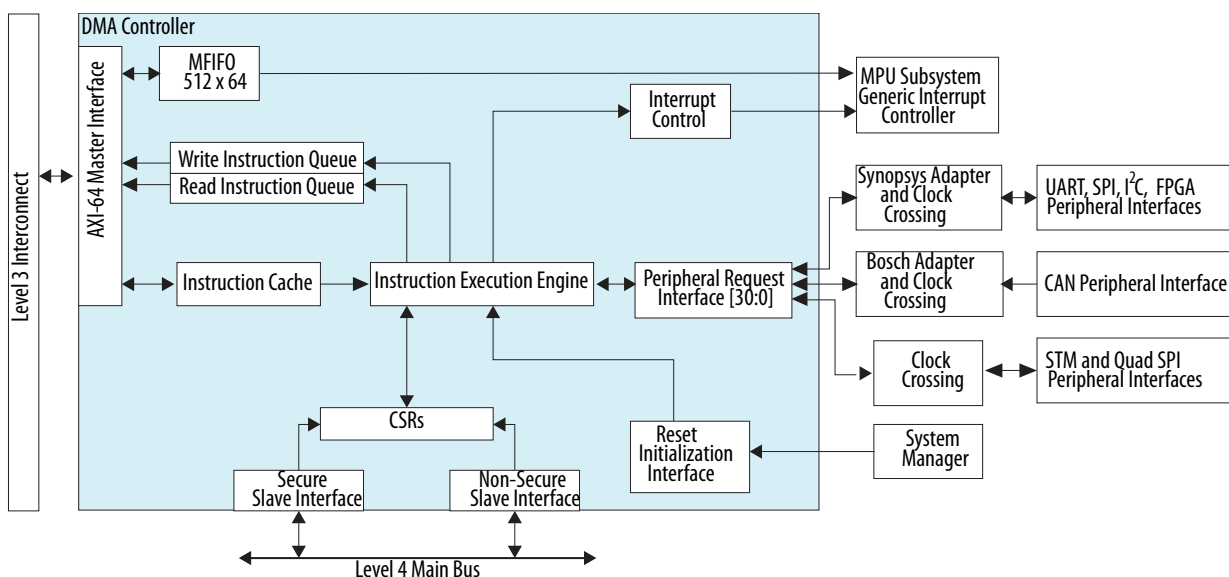 DMA Controller
Level 3 Interconnect
AXI-64 Master Interface
MFIFO
512 x 64
Write Instruction Queue
Read Instruction Queue
Instruction Cache
Instruction Execution Engine
Interrupt
Control
MPU Subsystem
Generic Interrupt
Controller
Synopsys Adapter
and Clock
Crossing
UART, SPI, I²C, FPGA
Peripheral Interfaces
Peripheral Request
Interface [30:0]
Bosch Adapter
and Clock
Crossing
CAN Peripheral Interface
Clock
Crossing
STM and Quad SPI
Peripheral Interfaces
CSRs
Reset
Initialization
Interface
System
Manager
Secure
Slave Interface
Non-Secure
Slave Interface
Level 4 Main Bus